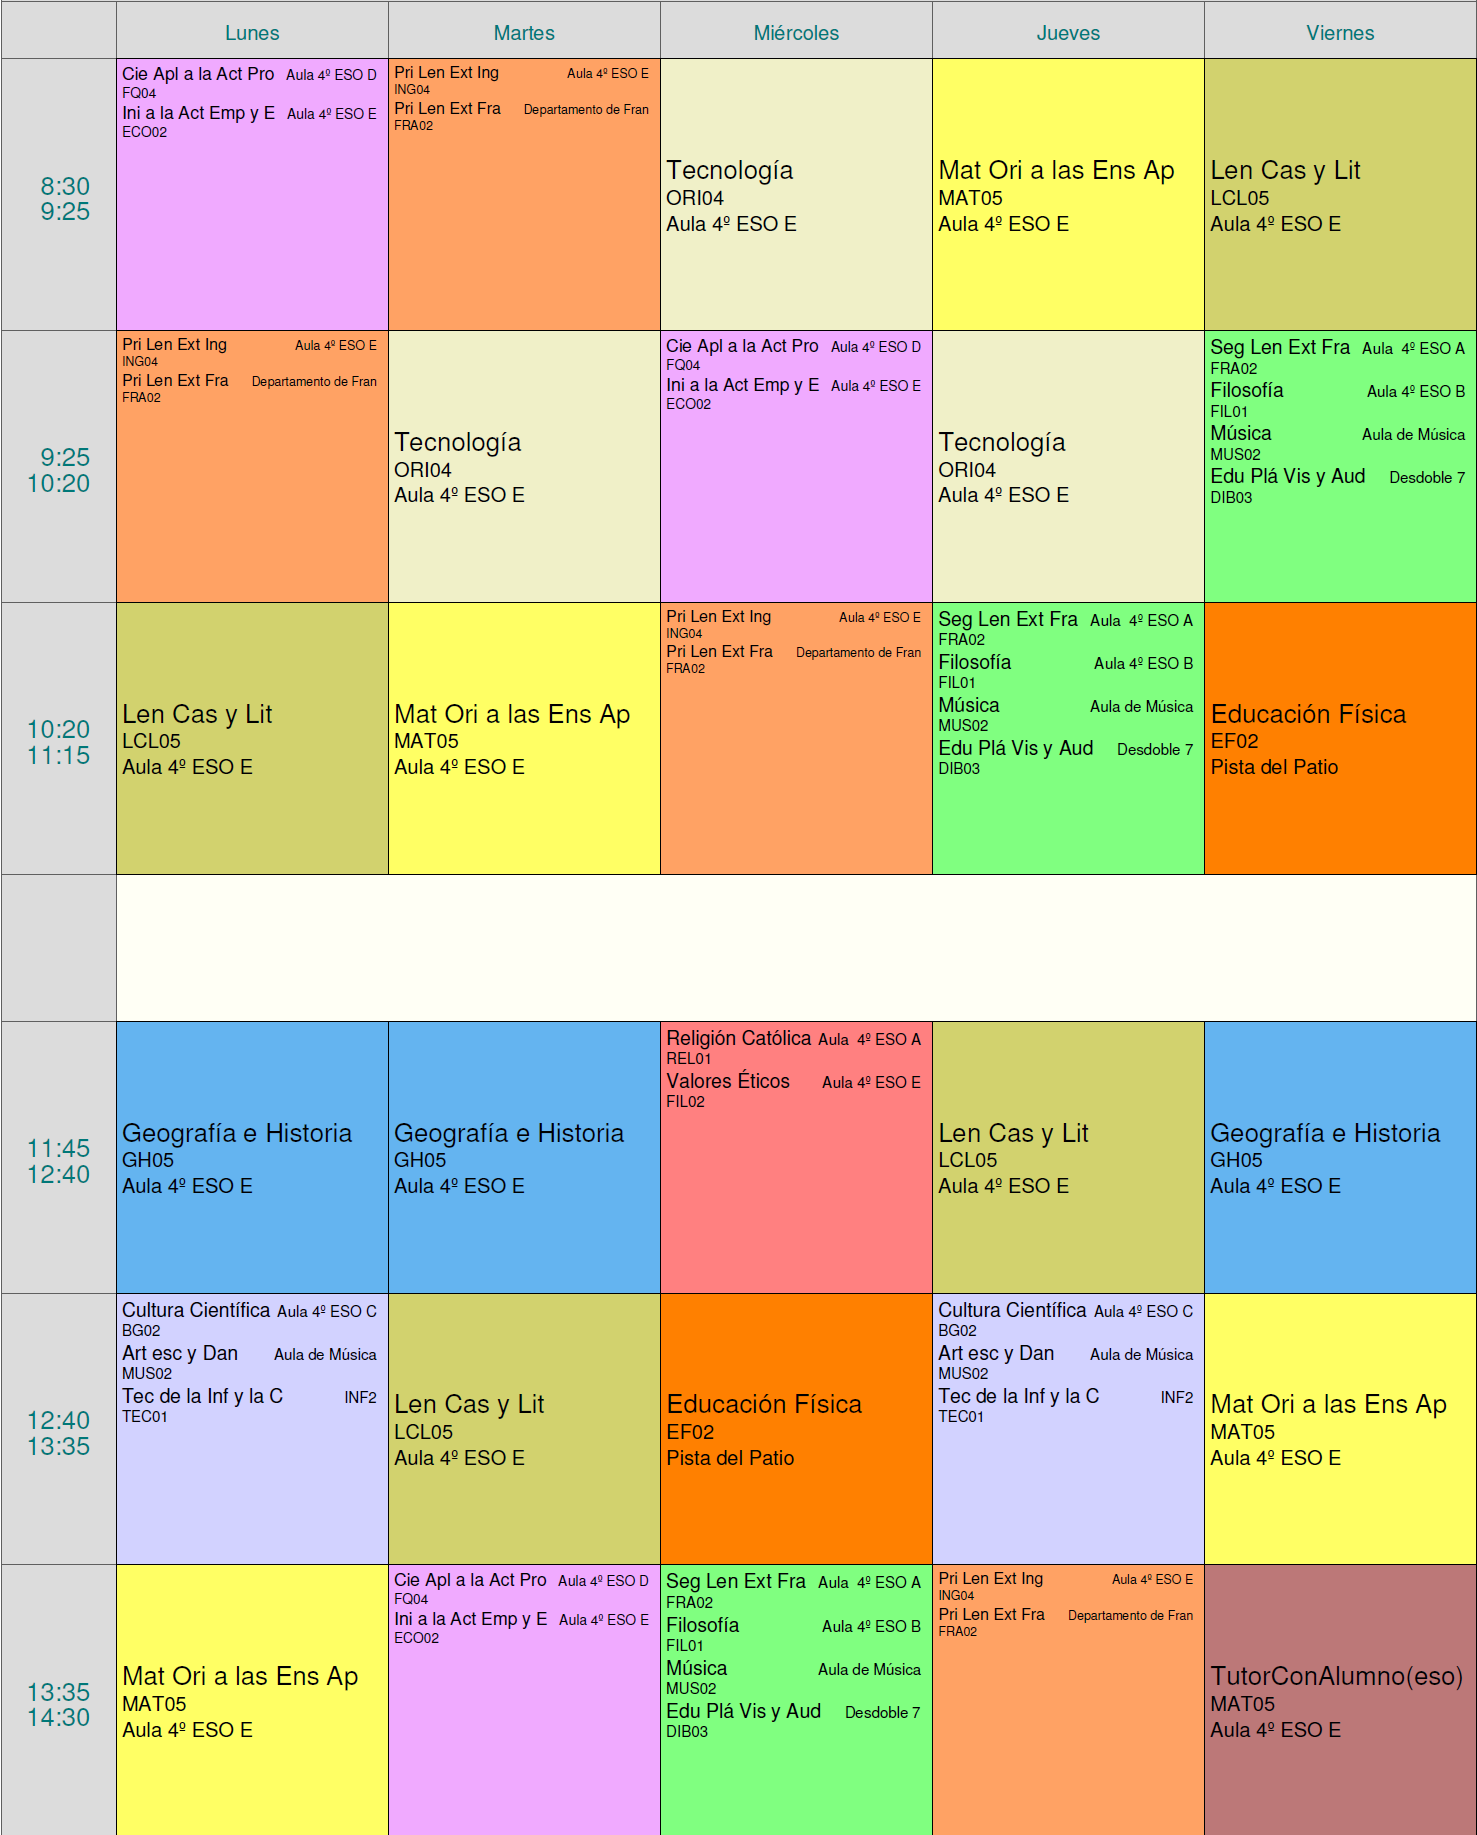 Lunes Martes Miércoles Jueves Viernes
8:30
9:25
Cie Apl a la Act Pro Aula 4º ESO D
FQ04
Ini a la Act Emp y E Aula 4º ESO E
ECO02
Pri Len Ext Ing Aula 4º ESO E
ING04
Pri Len Ext Fra Departamento de Fran
FRA02
Tecnología
ORI04
Aula 4º ESO E
Mat Ori a las Ens Ap
MAT05
Aula 4º ESO E
Len Cas y Lit
LCL05
Aula 4º ESO E
9:25
10:20
Pri Len Ext Ing Aula 4º ESO E
ING04
Pri Len Ext Fra Departamento de Fran
FRA02
Tecnología
ORI04
Aula 4º ESO E
Cie Apl a la Act Pro Aula 4º ESO D
FQ04
Ini a la Act Emp y E Aula 4º ESO E
ECO02
Tecnología
ORI04
Aula 4º ESO E
Seg Len Ext Fra Aula 4º ESO A
FRA02
Filosofía Aula 4º ESO B
FIL01
Música Aula de Música
MUS02
Edu Plá Vis y Aud Desdoble 7
DIB03
10:20
11:15
Len Cas y Lit
LCL05
Aula 4º ESO E
Mat Ori a las Ens Ap
MAT05
Aula 4º ESO E
Pri Len Ext Ing Aula 4º ESO E
ING04
Pri Len Ext Fra Departamento de Fran
FRA02
Seg Len Ext Fra Aula 4º ESO A
FRA02
Filosofía Aula 4º ESO B
FIL01
Música Aula de Música
MUS02
Edu Plá Vis y Aud Desdoble 7
DIB03
Educación Física
EF02
Pista del Patio
11:45
12:40
Geografía e Historia
GH05
Aula 4º ESO E
Geografía e Historia
GH05
Aula 4º ESO E
Religión Católica Aula 4º ESO A
REL01
Valores Éticos Aula 4º ESO E
FIL02
Len Cas y Lit
LCL05
Aula 4º ESO E
Geografía e Historia
GH05
Aula 4º ESO E
12:40
13:35
Cultura Científica Aula 4º ESO C
BG02
Art esc y Dan Aula de Música
MUS02
Tec de la Inf y la C INF2
TEC01
Len Cas y Lit
LCL05
Aula 4º ESO E
Educación Física
EF02
Pista del Patio
Cultura Científica Aula 4º ESO C
BG02
Art esc y Dan Aula de Música
MUS02
Tec de la Inf y la C INF2
TEC01
Mat Ori a las Ens Ap
MAT05
Aula 4º ESO E
13:35
14:30
Mat Ori a las Ens Ap
MAT05
Aula 4º ESO E
Cie Apl a la Act Pro Aula 4º ESO D
FQ04
Ini a la Act Emp y E Aula 4º ESO E
ECO02
Seg Len Ext Fra Aula 4º ESO A
FRA02
Filosofía Aula 4º ESO B
FIL01
Música Aula de Música
MUS02
Edu Plá Vis y Aud Desdoble 7
DIB03
Pri Len Ext Ing Aula 4º ESO E
ING04
Pri Len Ext Fra Departamento de Fran
FRA02
TutorConAlumno(eso)
MAT05
Aula 4º ESO E